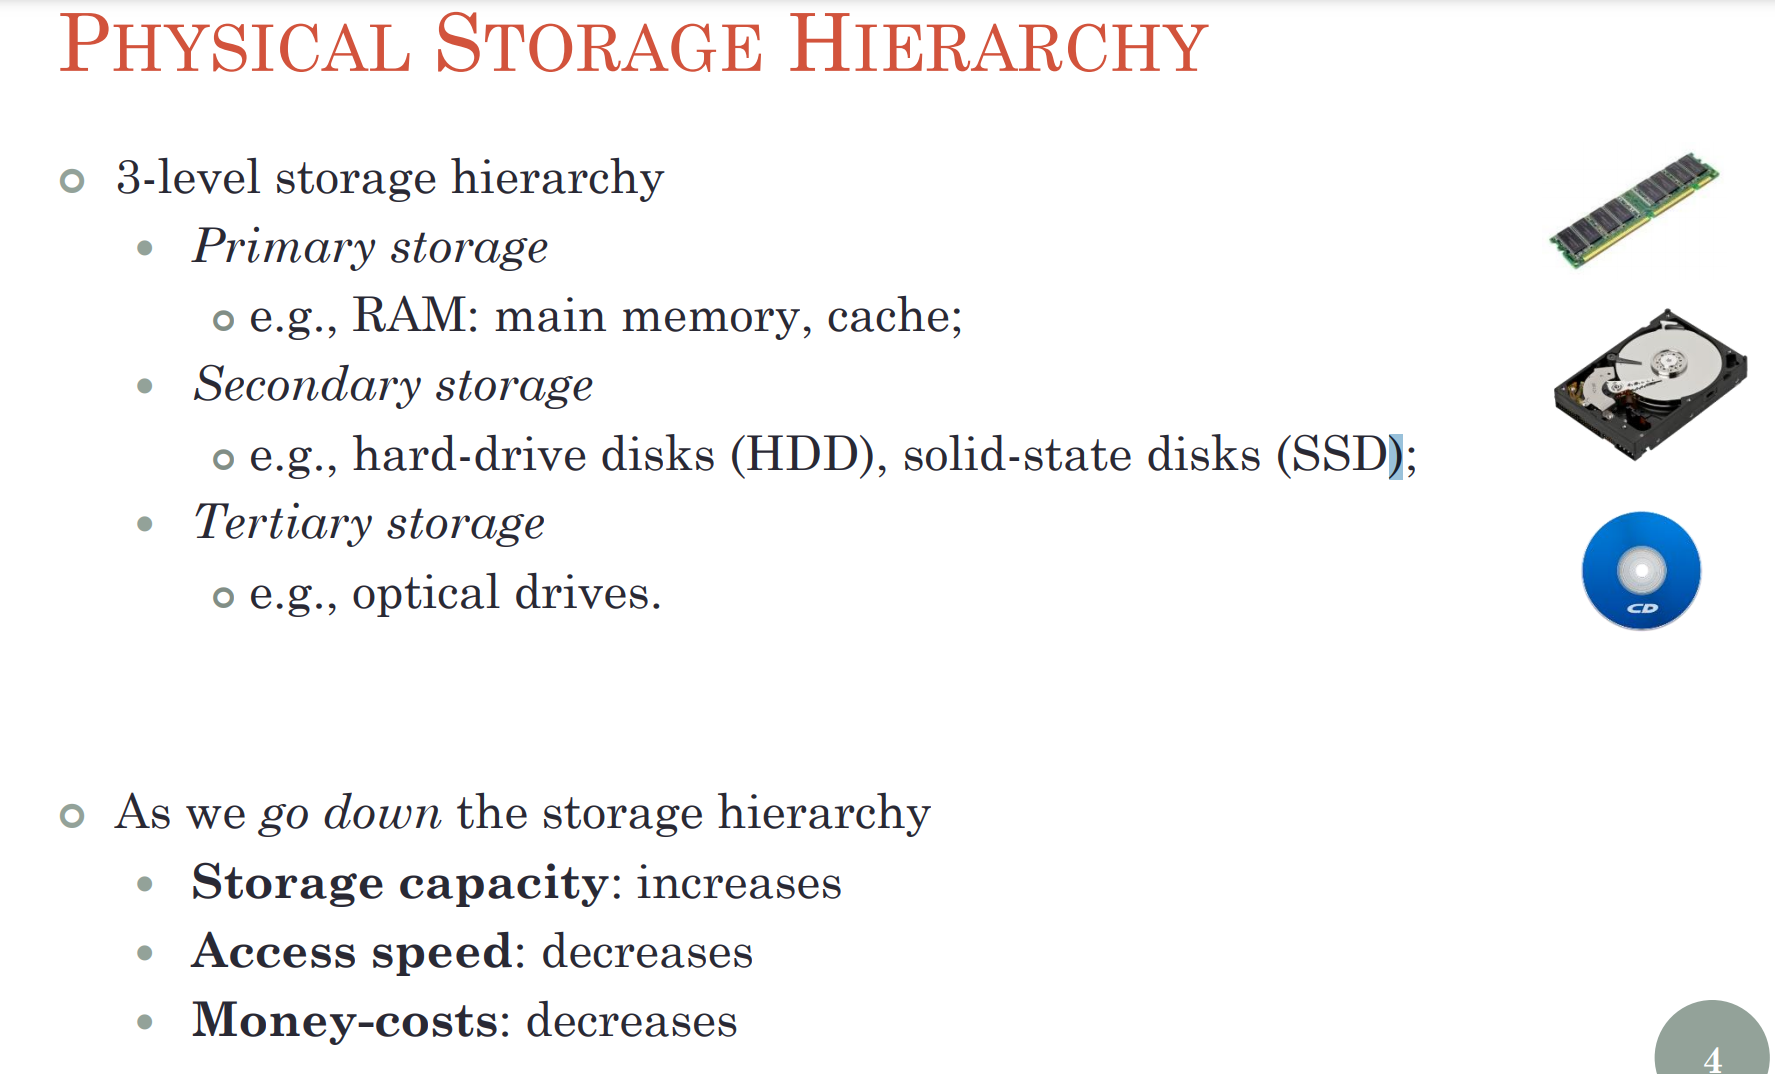 PHYSICAL STORAGE HIERARCHY
3-level storage hierarchy
Primary storage
e.g., RAM: main memory, cache;
Secondary storage
e.g., hard-drive disks (HDD), solid-state disks (SSD);
Tertiary storage
e.g., optical drives.
CD
As we go down the storage hierarchy
Storage capacity: increases
Access speed: decreases
Money-costs: decreases
4